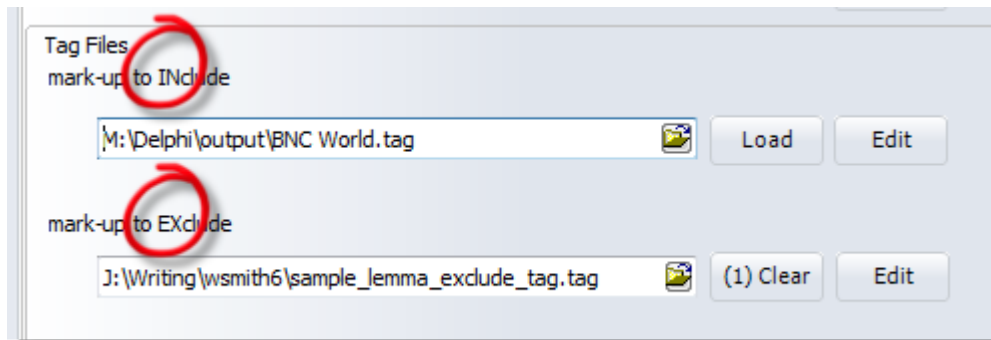 Tag Files
mark-up to INclude
M:\Delphi\output\BNC World.tag Load Edit
mark-up to EXclude
J:\Writing\wsmith6\sample_lemma_exclude_tag.tag (1) Clear Edit